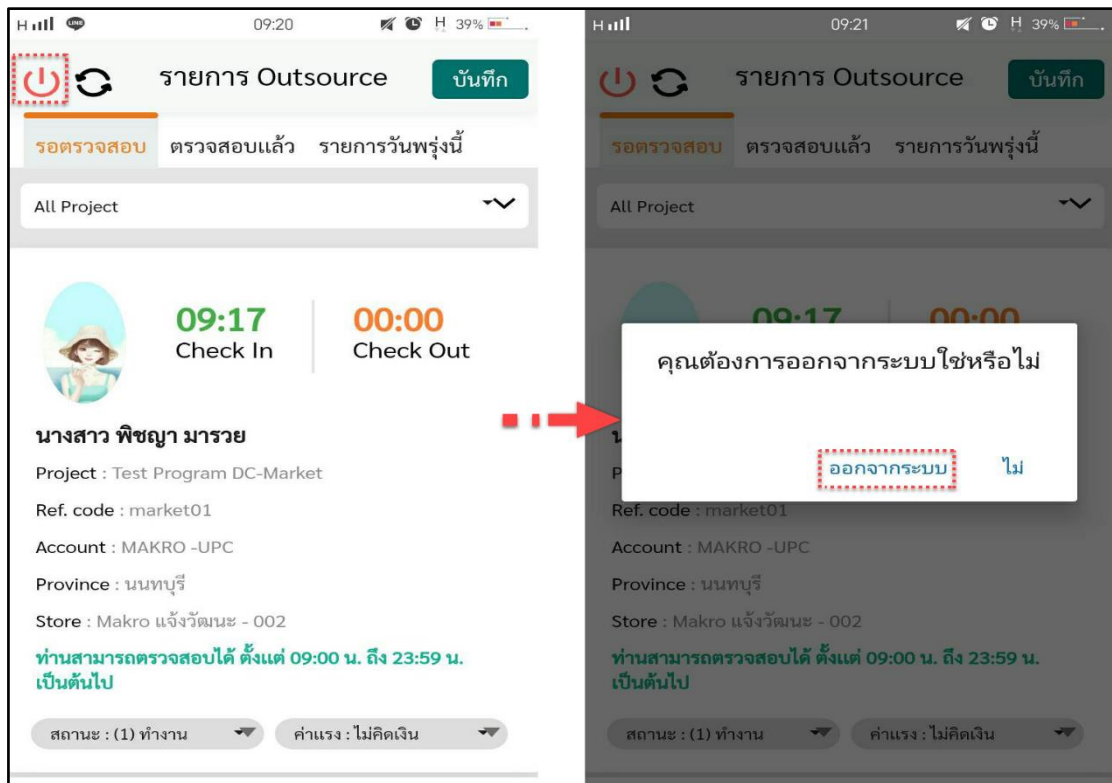 H 09:20 H 39%
รายการ Outsource บันทึก
รอตรวจสอบ ตรวจสอบแล้ว รายการวันพรุ่งนี้
All Project
09:17 00:00
Check In Check Out
นางสาว พิชญา มารวย
Project : Test Program DC-Market
Ref. code : market01
Account : MAKRO -UPC
Province : นนทบุรี
Store : Makro แจ้งวัฒนะ - 002
ท่านสามารถตรวจสอบได้ ตั้งแต่ 09:00 น. ถึง 23:59 น.
เป็นต้นไป
สถานะ : (1) ทำงาน ค่าแรง : ไม่คิดเงิน
H 09:21 H 39%
รายการ Outsource บันทึก
รอตรวจสอบ ตรวจสอบแล้ว รายการวันพรุ่งนี้
All Project
09:17 00:00
คุณต้องการออกจากระบบใช่หรือไม่
ออกจากระบบ ไม่
Ref. code : market01
Account : MAKRO -UPC
Province : นนทบุรี
Store : Makro แจ้งวัฒนะ - 002
ท่านสามารถตรวจสอบได้ ตั้งแต่ 09:00 น. ถึง 23:59 น.
เป็นต้นไป
สถานะ : (1) ทำงาน ค่าแรง : ไม่คิดเงิน